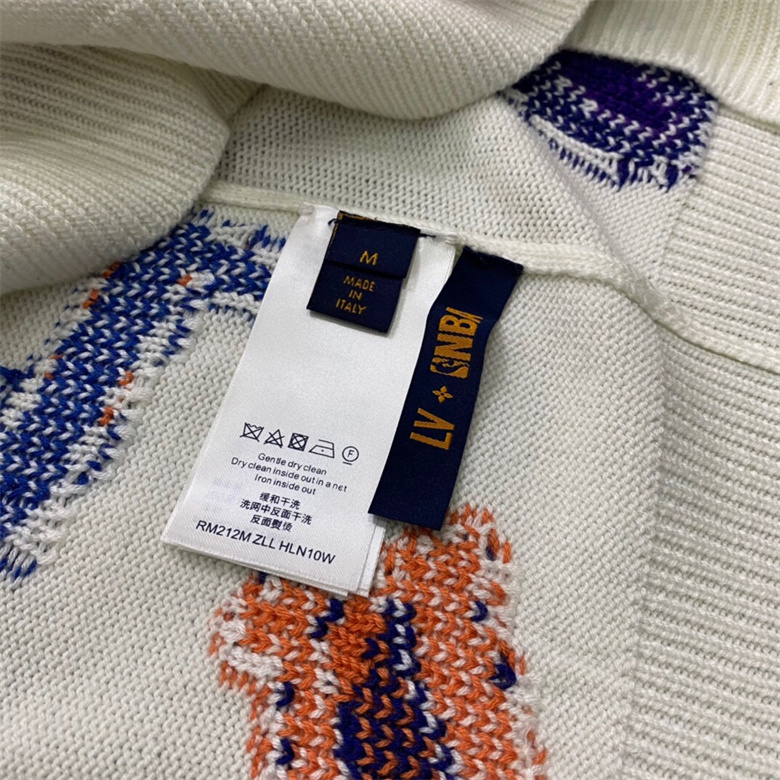 M
MADE IN
ITALY
LV NBA
Gentle dry clean
Dry clean inside out in a net
Iron inside out
缓和干洗
洗网中反面干洗
反面熨烫
RM212M ZLL HLN10W